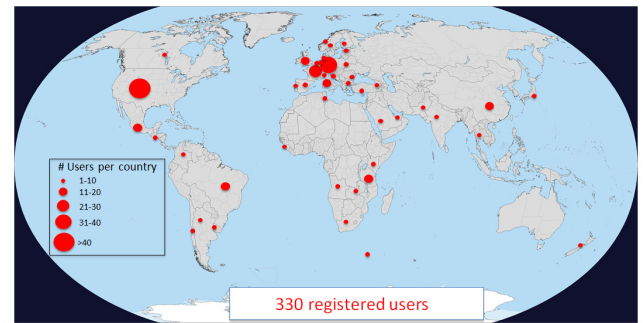 # Users per country
1-10
11-20
21-30
31-40
>40
330 registered users